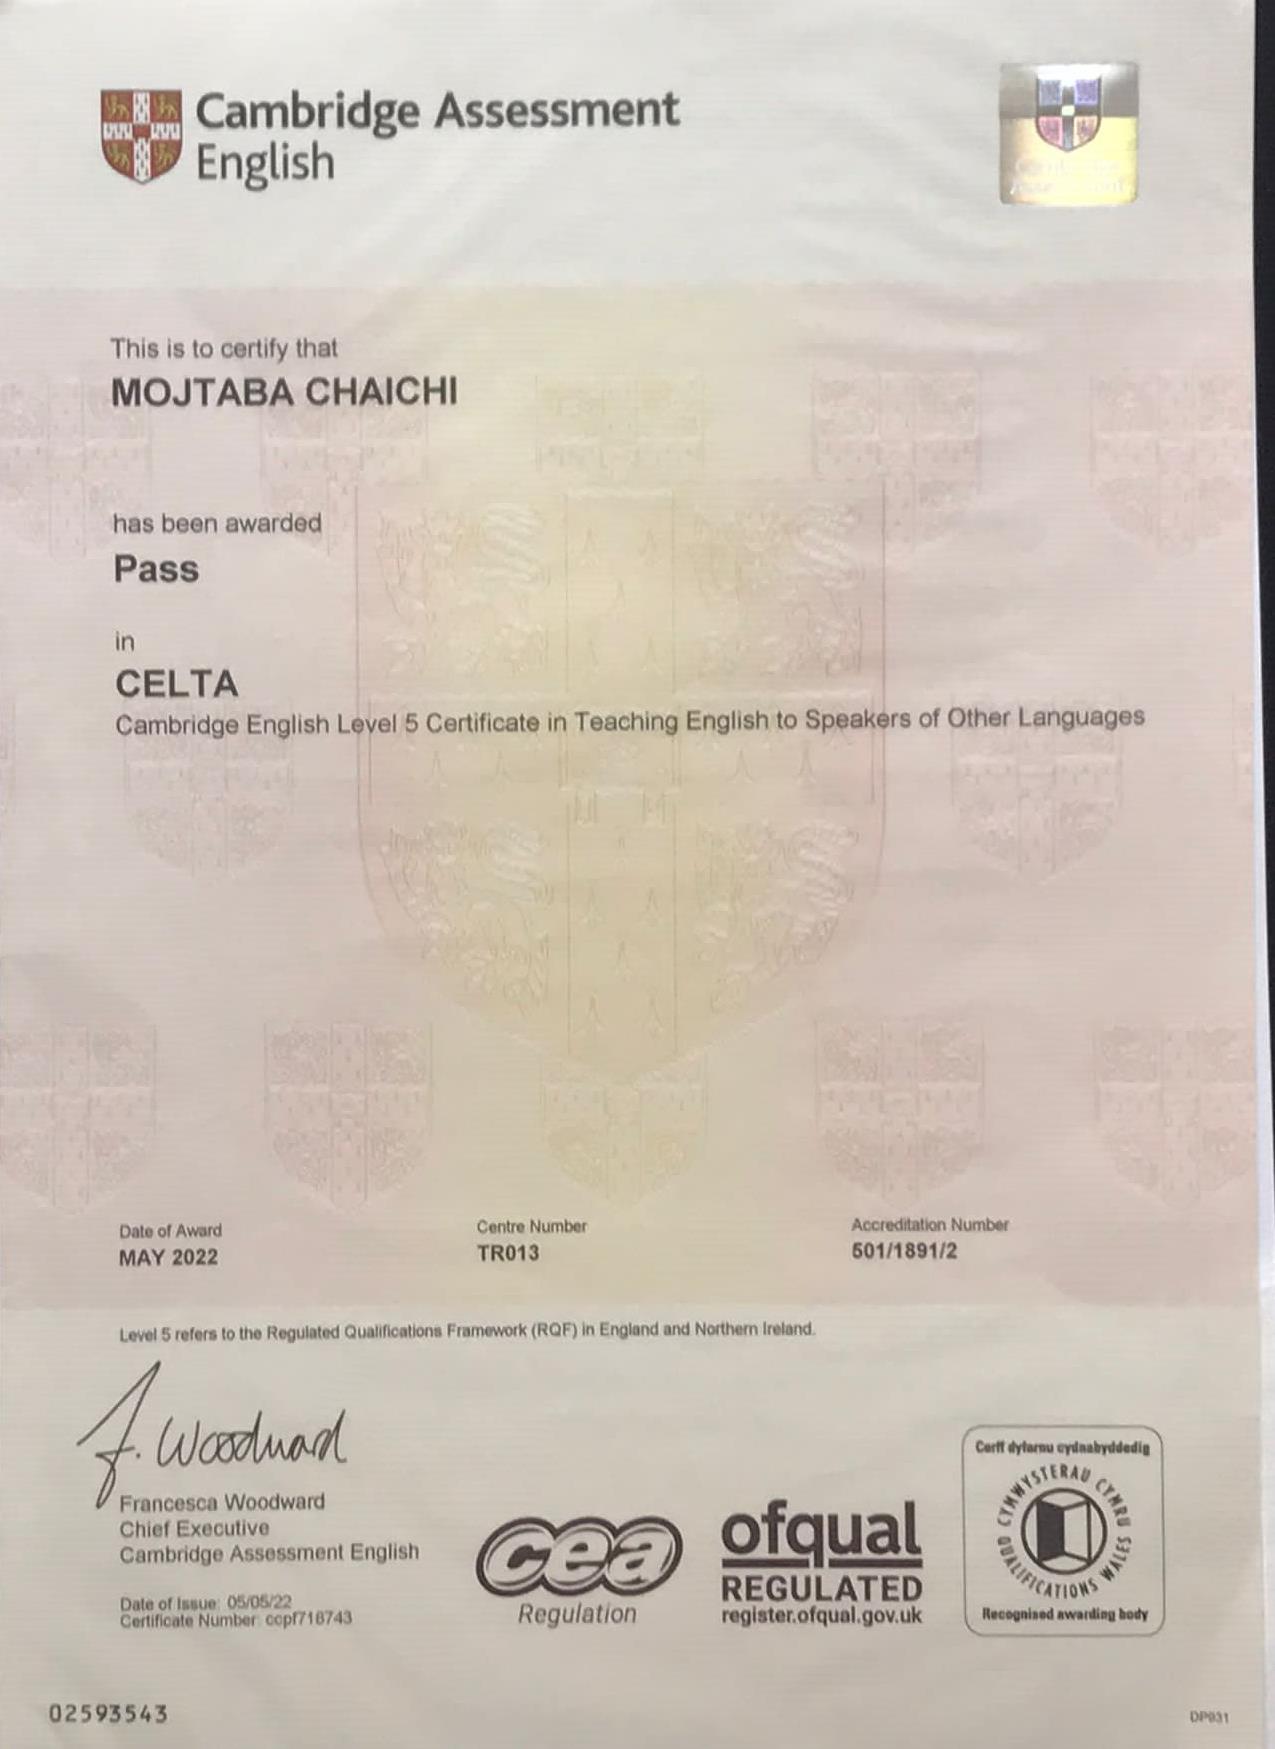 Cambridge Assessment
English
This is to certify that
MOJTABA CHAICHI
has been awarded
Pass
in
CELTA
Cambridge English Level 5 Certificate in Teaching English to Speakers of Other Languages
Date of Award
MAY 2022
Centre Number
TR013
Accreditation Number
501/1891/2
Level 5 refers to the Regulated Qualifications Framework (RQF) in England and Northern Ireland.
F. Woodward
Francesca Woodward
Chief Executive
Cambridge Assessment English
Date of Issue: 05/05/22
Certificate Number: ccpf718743
cea
Regulation
ofqual
REGULATED
register.ofqual.gov.uk
Corff dyfarnu cydnabyddedig
CYMWYSTERAU CYMRU
QUALIFICATIONS WALES
Recognised awarding body
02593543
DP931